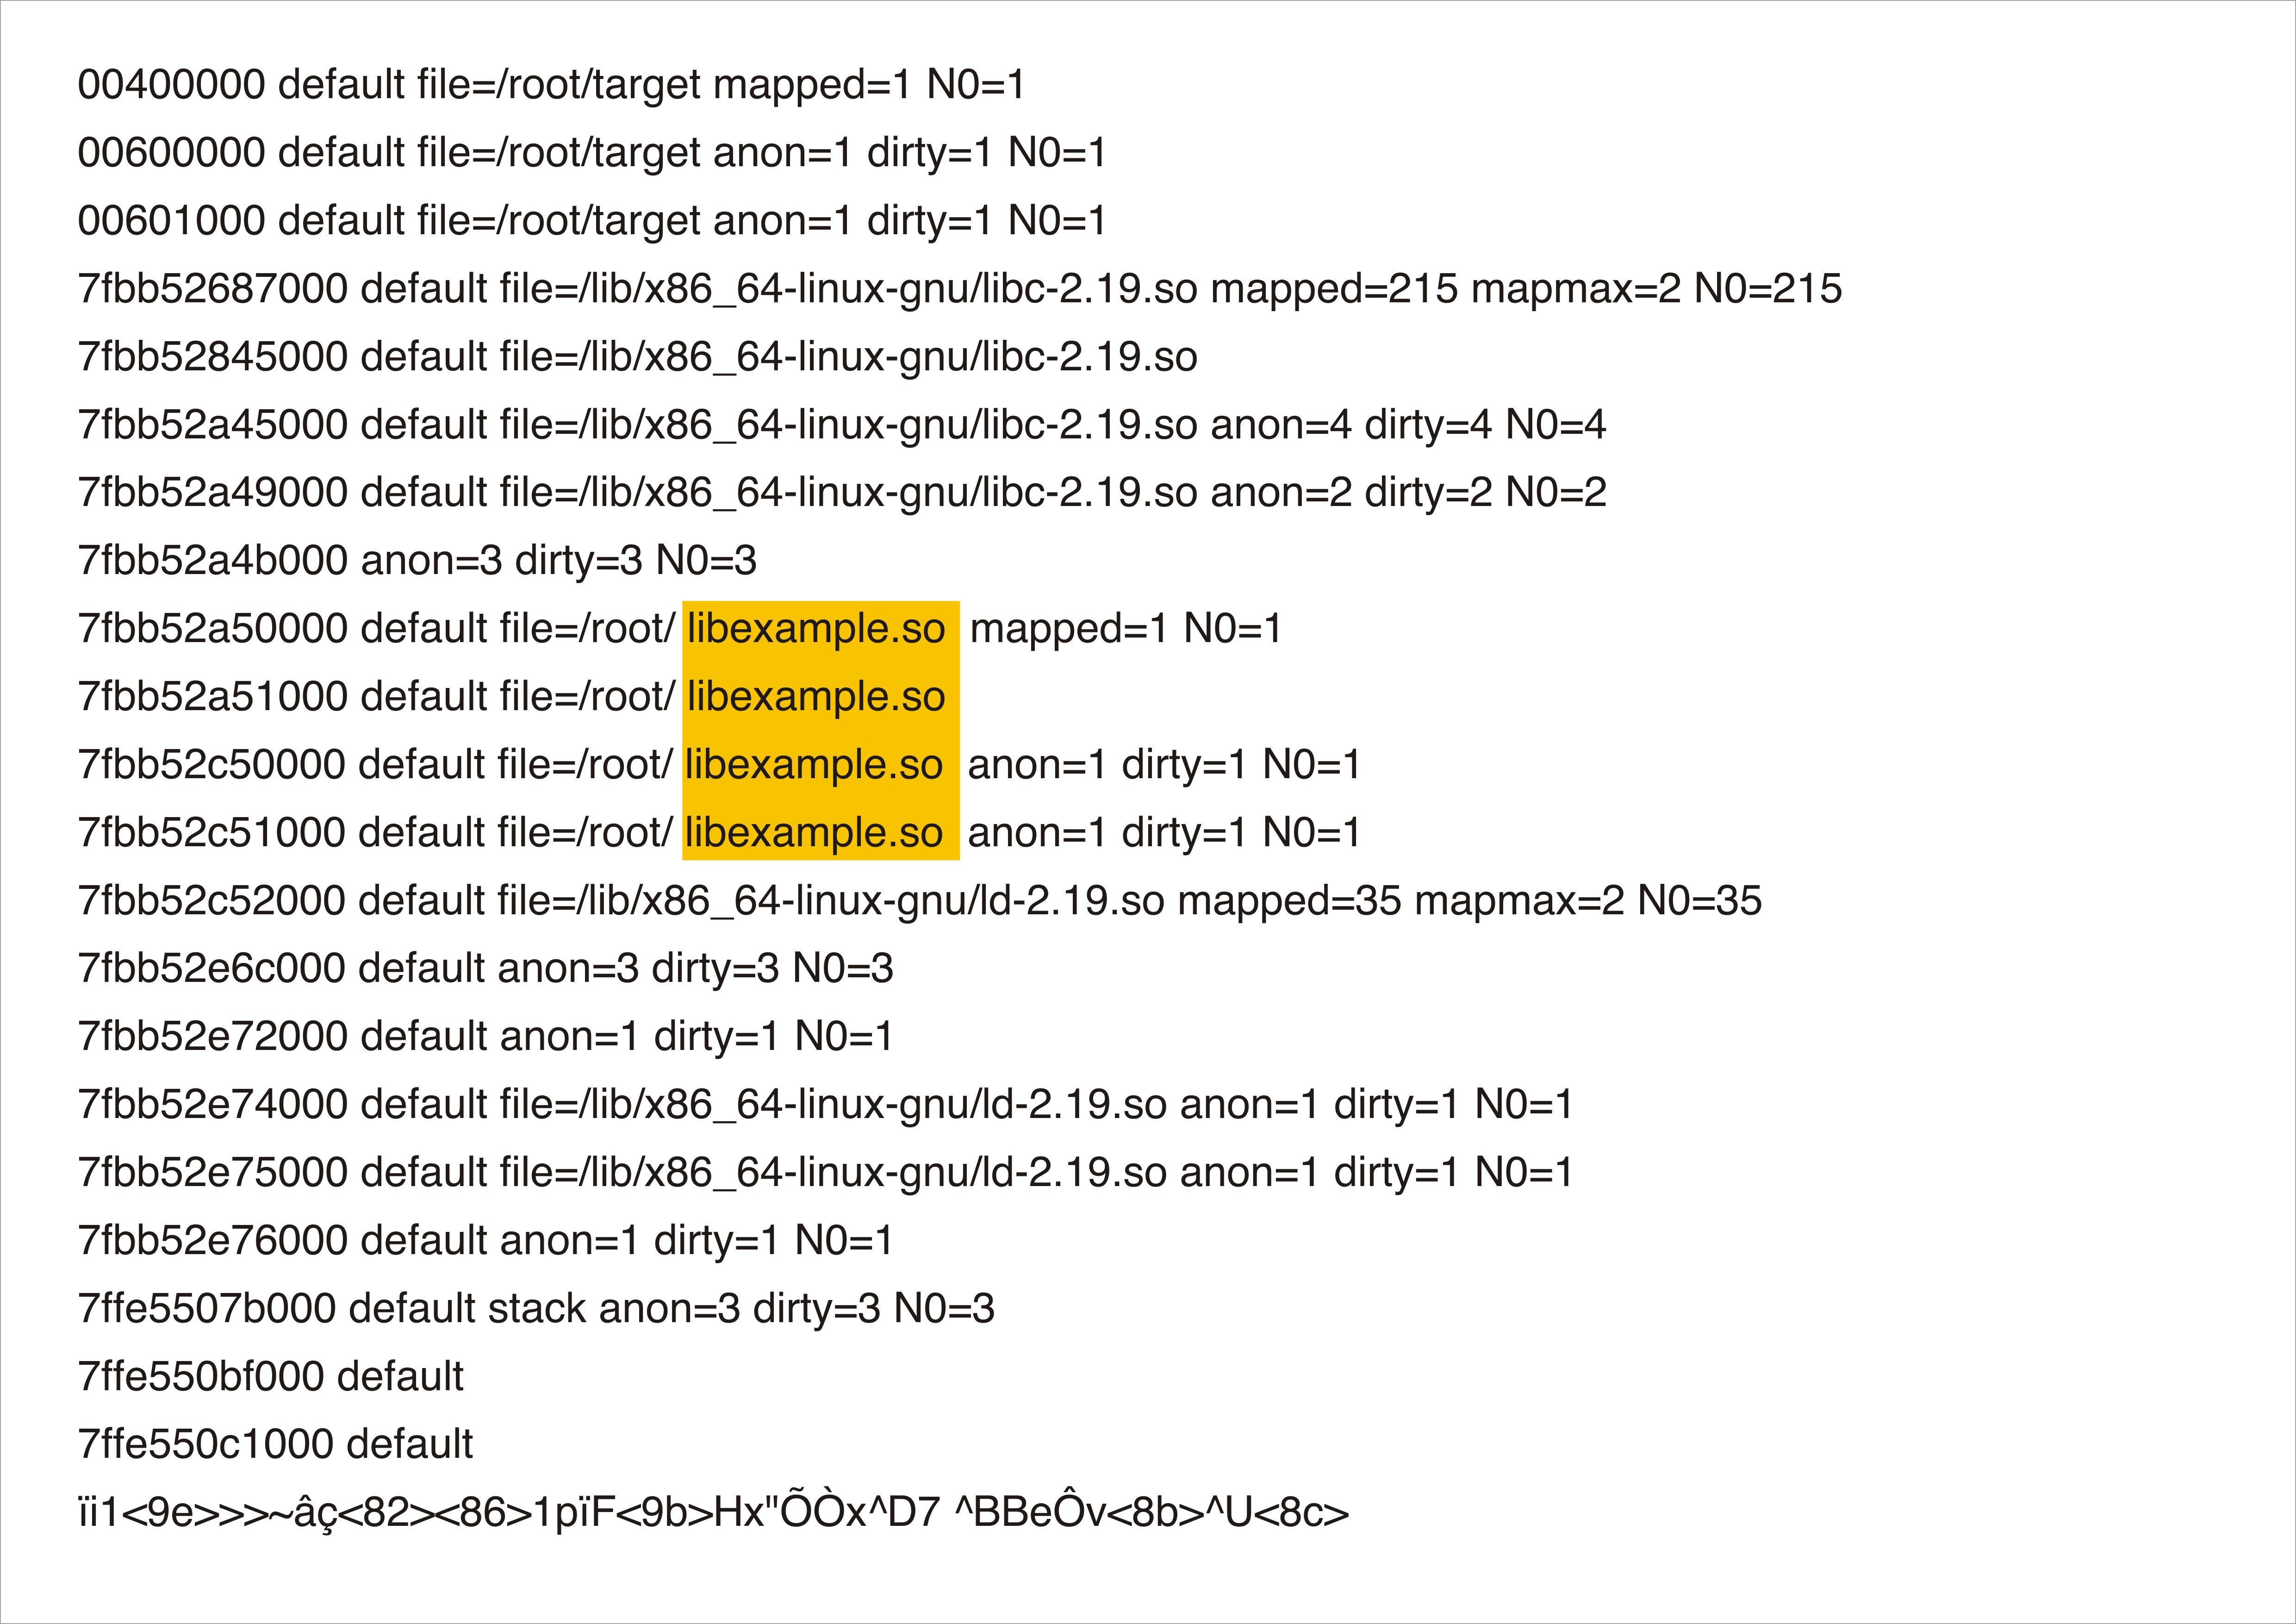 00400000 default file=/root/target mapped=1 N0=1
00600000 default file=/root/target anon=1 dirty=1 N0=1
00601000 default file=/root/target anon=1 dirty=1 N0=1
7fbb52687000 default file=/lib/x86_64-linux-gnu/libc-2.19.so mapped=215 mapmax=2 N0=215
7fbb52845000 default file=/lib/x86_64-linux-gnu/libc-2.19.so
7fbb52a45000 default file=/lib/x86_64-linux-gnu/libc-2.19.so anon=4 dirty=4 N0=4
7fbb52a49000 default file=/lib/x86_64-linux-gnu/libc-2.19.so anon=2 dirty=2 N0=2
7fbb52a4b000 anon=3 dirty=3 N0=3
7fbb52a50000 default file=/root/ libexample.so mapped=1 N0=1
7fbb52a51000 default file=/root/ libexample.so
7fbb52c50000 default file=/root/ libexample.so anon=1 dirty=1 N0=1
7fbb52c51000 default file=/root/ libexample.so anon=1 dirty=1 N0=1
7fbb52c52000 default file=/lib/x86_64-linux-gnu/ld-2.19.so mapped=35 mapmax=2 N0=35
7fbb52e6c000 default anon=3 dirty=3 N0=3
7fbb52e72000 default anon=1 dirty=1 N0=1
7fbb52e74000 default file=/lib/x86_64-linux-gnu/ld-2.19.so anon=1 dirty=1 N0=1
7fbb52e75000 default file=/lib/x86_64-linux-gnu/ld-2.19.so anon=1 dirty=1 N0=1
7fbb52e76000 default anon=1 dirty=1 N0=1
7ffe5507b000 default stack anon=3 dirty=3 N0=3
7ffe550bf000 default
7ffe550c1000 default
ïi1<9e>>>~âç<82><86>1pïF<9b>Hx"ÕÒx^D7 ^BBeÔv<8b>^U<8c>